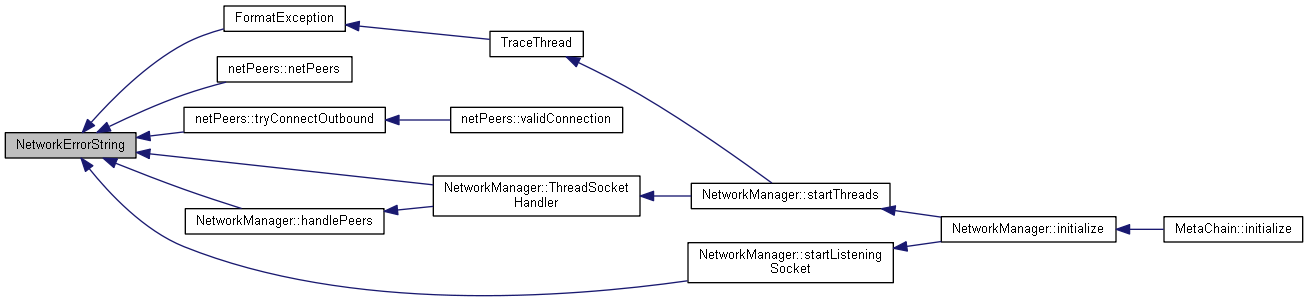 FormatException
TraceThread
netPeers::netPeers
netPeers::tryConnectOutbound
netPeers::validConnection
NetworkErrorString
NetworkManager::ThreadSocket
Handler
NetworkManager::startThreads
NetworkManager::handlePeers
NetworkManager::initialize
MetaChain::initialize
NetworkManager::startListening
Socket